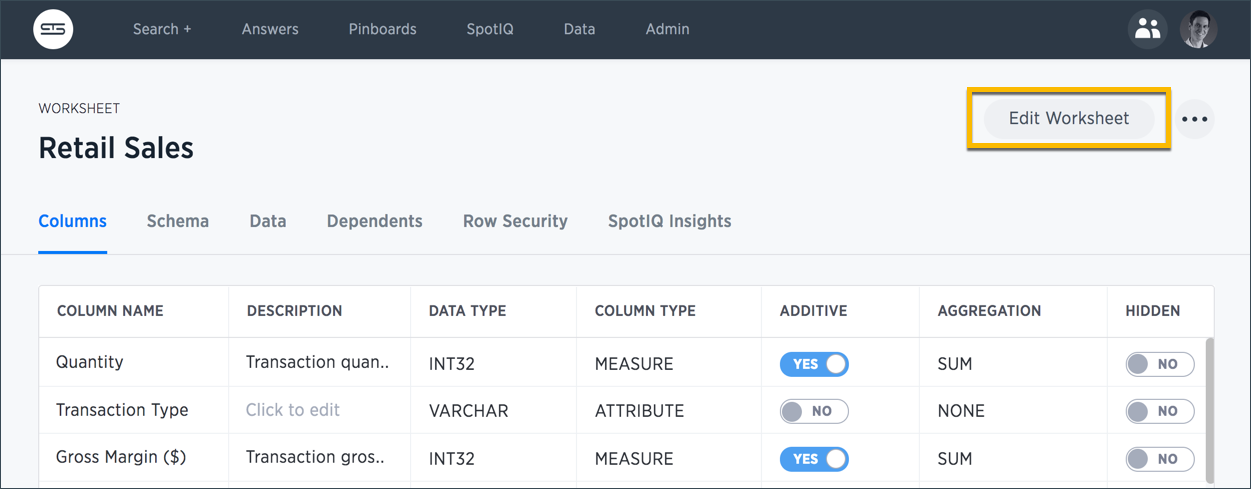 Search + Answers Pinboards SpotIQ Data Admin
WORKSHEET
Edit Worksheet
Retail Sales
Columns Schema Data Dependents Row Security SpotIQ Insights
COLUMN NAME DESCRIPTION DATA TYPE COLUMN TYPE ADDITIVE AGGREGATION HIDDEN
Quantity Transaction quan.. INT32 MEASURE YES SUM NO
Transaction Type Click to edit VARCHAR ATTRIBUTE NO NONE NO
Gross Margin ($) Transaction gros.. INT32 MEASURE YES SUM NO